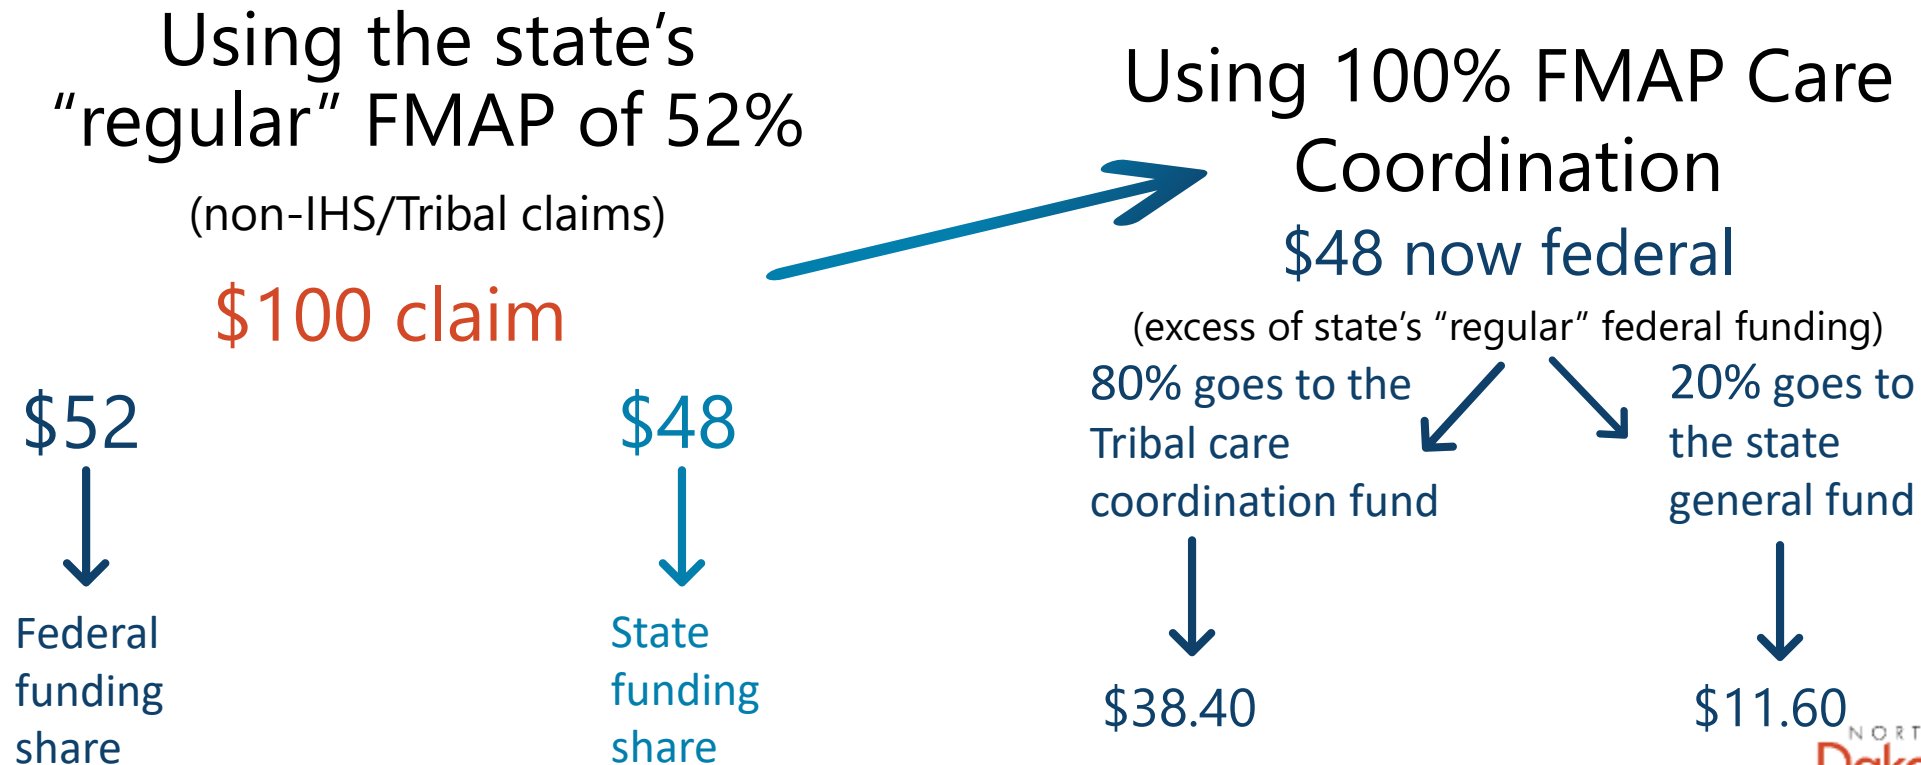 Using the state’s
“regular” FMAP of 52%
(non-IHS/Tribal claims)
$100 claim
$52
$48
Federal
funding
share
State
funding
share
Using 100% FMAP Care
Coordination
$48 now federal
(excess of state’s “regular” federal funding)
80% goes to the
Tribal care
coordination fund
20% goes to
the state
general fund
$38.40
$11.60